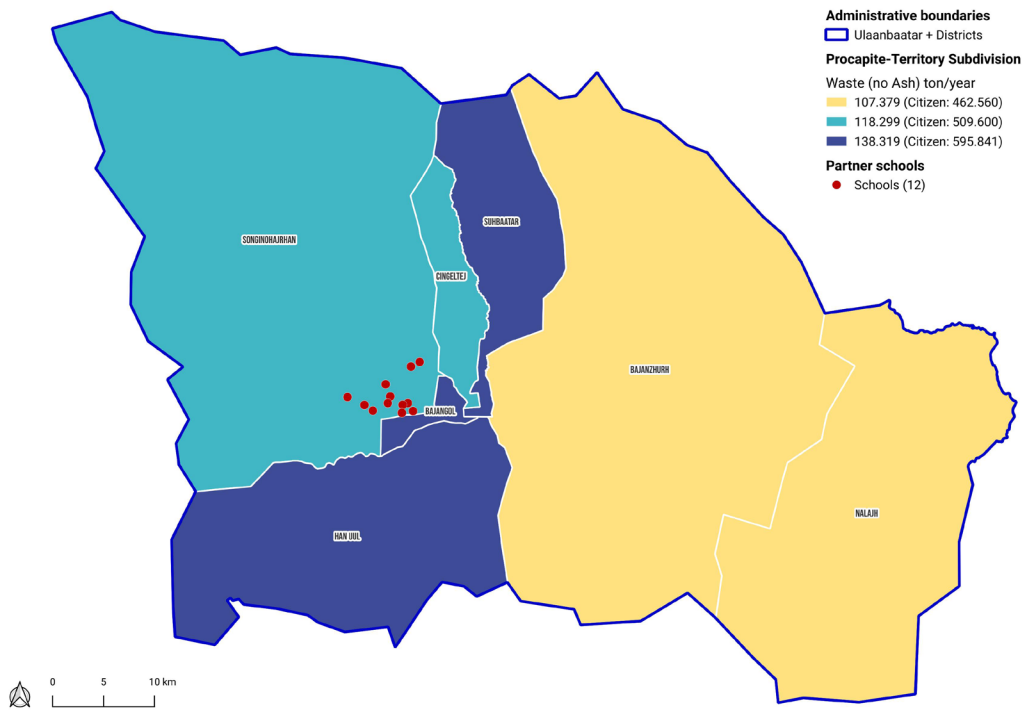 Administrative boundaries
Ulaanbaatar + Districts
Procapite-Territory Subdivision
Waste (no Ash) ton/year
107.379 (Citizen: 462.560)
118.299 (Citizen: 509.600)
138.319 (Citizen: 595.841)
Partner schools
Schools (12)
SUHBAATAR
SONGINOHAJRHAN
CINGELTEJ
BAJANZHURH
BAJANGOL
NALAJH
HAN UUL
0 5 10 km